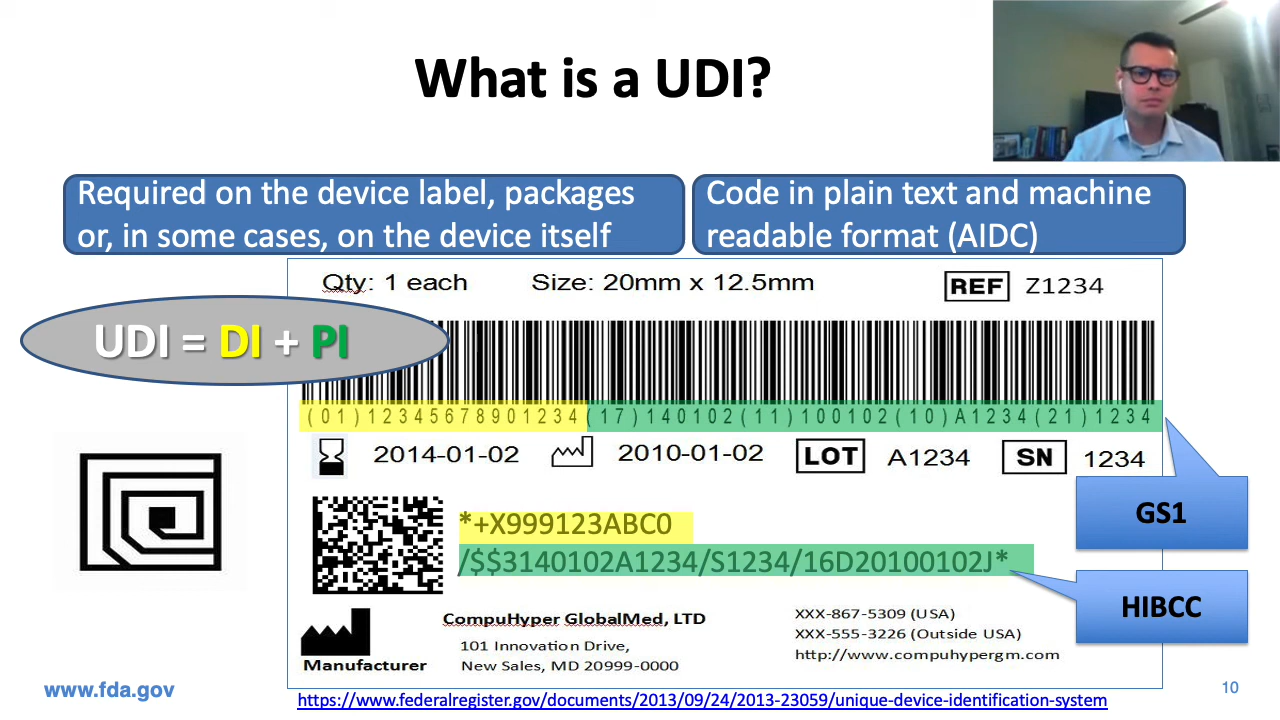 What is a UDI?
Required on the device label, packages
or, in some cases, on the device itself
Code in plain text and machine
readable format (AIDC)
Qty: 1 each Size: 20mm x 12.5mm REF Z1234
UDI = DI + PI
(01)12345678901234(17)140102(11)100102(10)A1234(21)1234
2014-01-02 2010-01-02 LOT A1234 SN 1234
GS1
*+X999123ABC0
/$$3140102A1234/S1234/16D20100102J*
HIBCC
Manufacturer
CompuHyper GlobalMed, LTD
101 Innovation Drive,
New Sales, MD 20999-0000
XXX-867-5309 (USA)
XXX-555-3226 (Outside USA)
http://www.compuhypergm.com
www.fda.gov
https://www.federalregister.gov/documents/2013/09/24/2013-23059/unique-device-identification-system
10